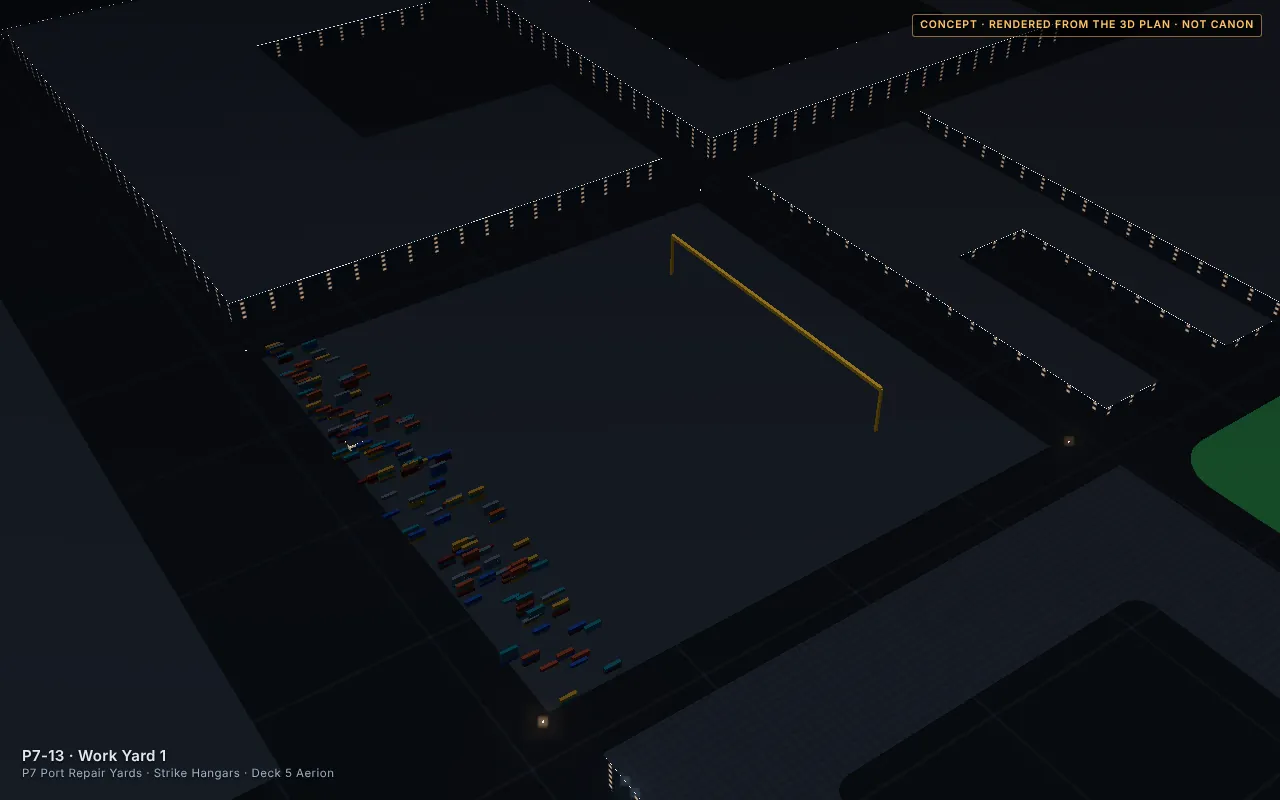 CONCEPT · RENDERED FROM THE 3D PLAN · NOT CANON
P7-13 · Work Yard 1
P7 Port Repair Yards · Strike Hangars · Deck 5 Aerion